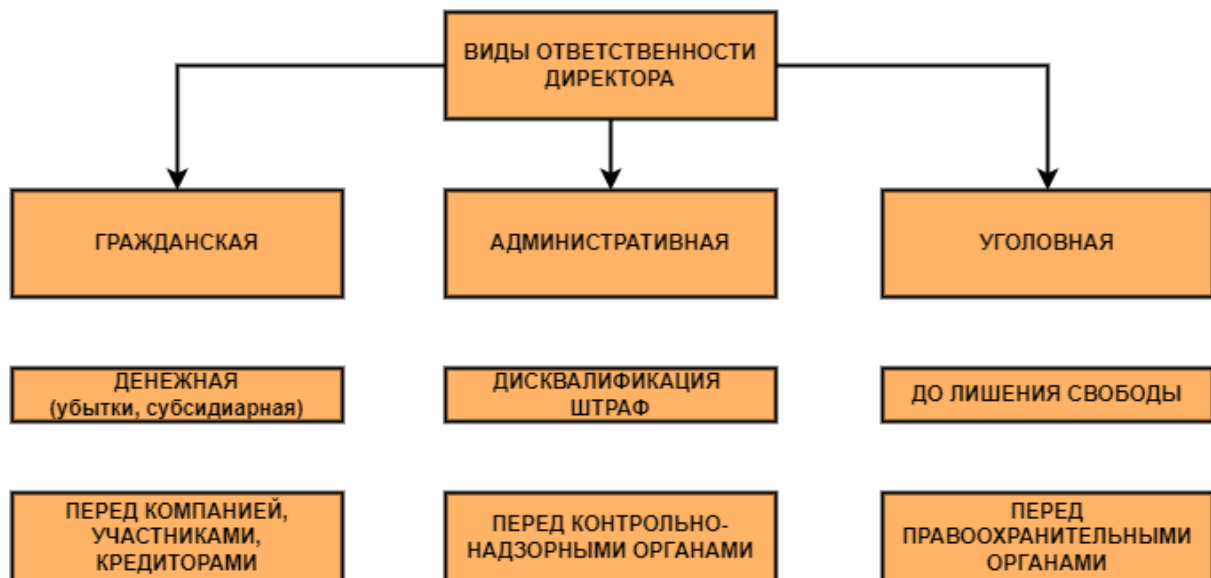 ВИДЫ ОТВЕТСТВЕННОСТИ
ДИРЕКТОРА
ГРАЖДАНСКАЯ
АДМИНИСТРАТИВНАЯ
УГОЛОВНАЯ
ДЕНЕЖНАЯ
(убытки, субсидиарная)
ДИСКВАЛИФИКАЦИЯ
ШТРАФ
ДО ЛИШЕНИЯ СВОБОДЫ
ПЕРЕД КОМПАНИЕЙ,
УЧАСТНИКАМИ,
КРЕДИТОРАМИ
ПЕРЕД КОНТРОЛЬНО-
НАДЗОРНЫМИ ОРГАНАМИ
ПЕРЕД
ПРАВООХРАНИТЕЛЬНЫМИ
ОРГАНАМИ